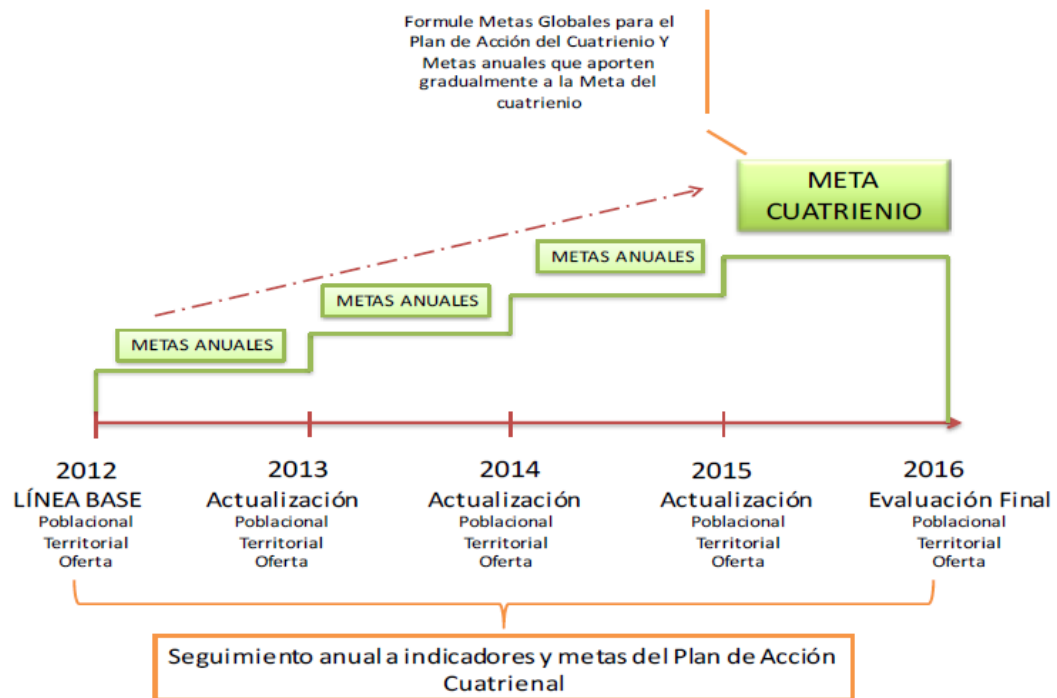 Formule Metas Globales para el
Plan de Acción del Cuatrienio Y
Metas anuales que aporten
gradualmente a la Meta del
cuatrienio
META
CUATRIENIO
METAS ANUALES
METAS ANUALES
METAS ANUALES
2012
LÍNEA BASE
Poblacional
Territorial
Oferta
2013
Actualización
Poblacional
Territorial
Oferta
2014
Actualización
Poblacional
Territorial
Oferta
2015
Actualización
Poblacional
Territorial
Oferta
2016
Evaluación Final
Poblacional
Territorial
Oferta
Seguimiento anual a indicadores y metas del Plan de Acción
Cuatrienal